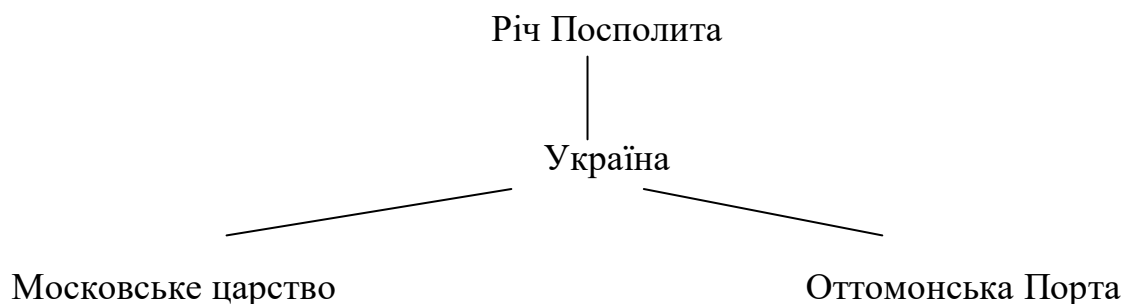 Річ Посполита
Україна
Московське царство
Оттомонська Порта